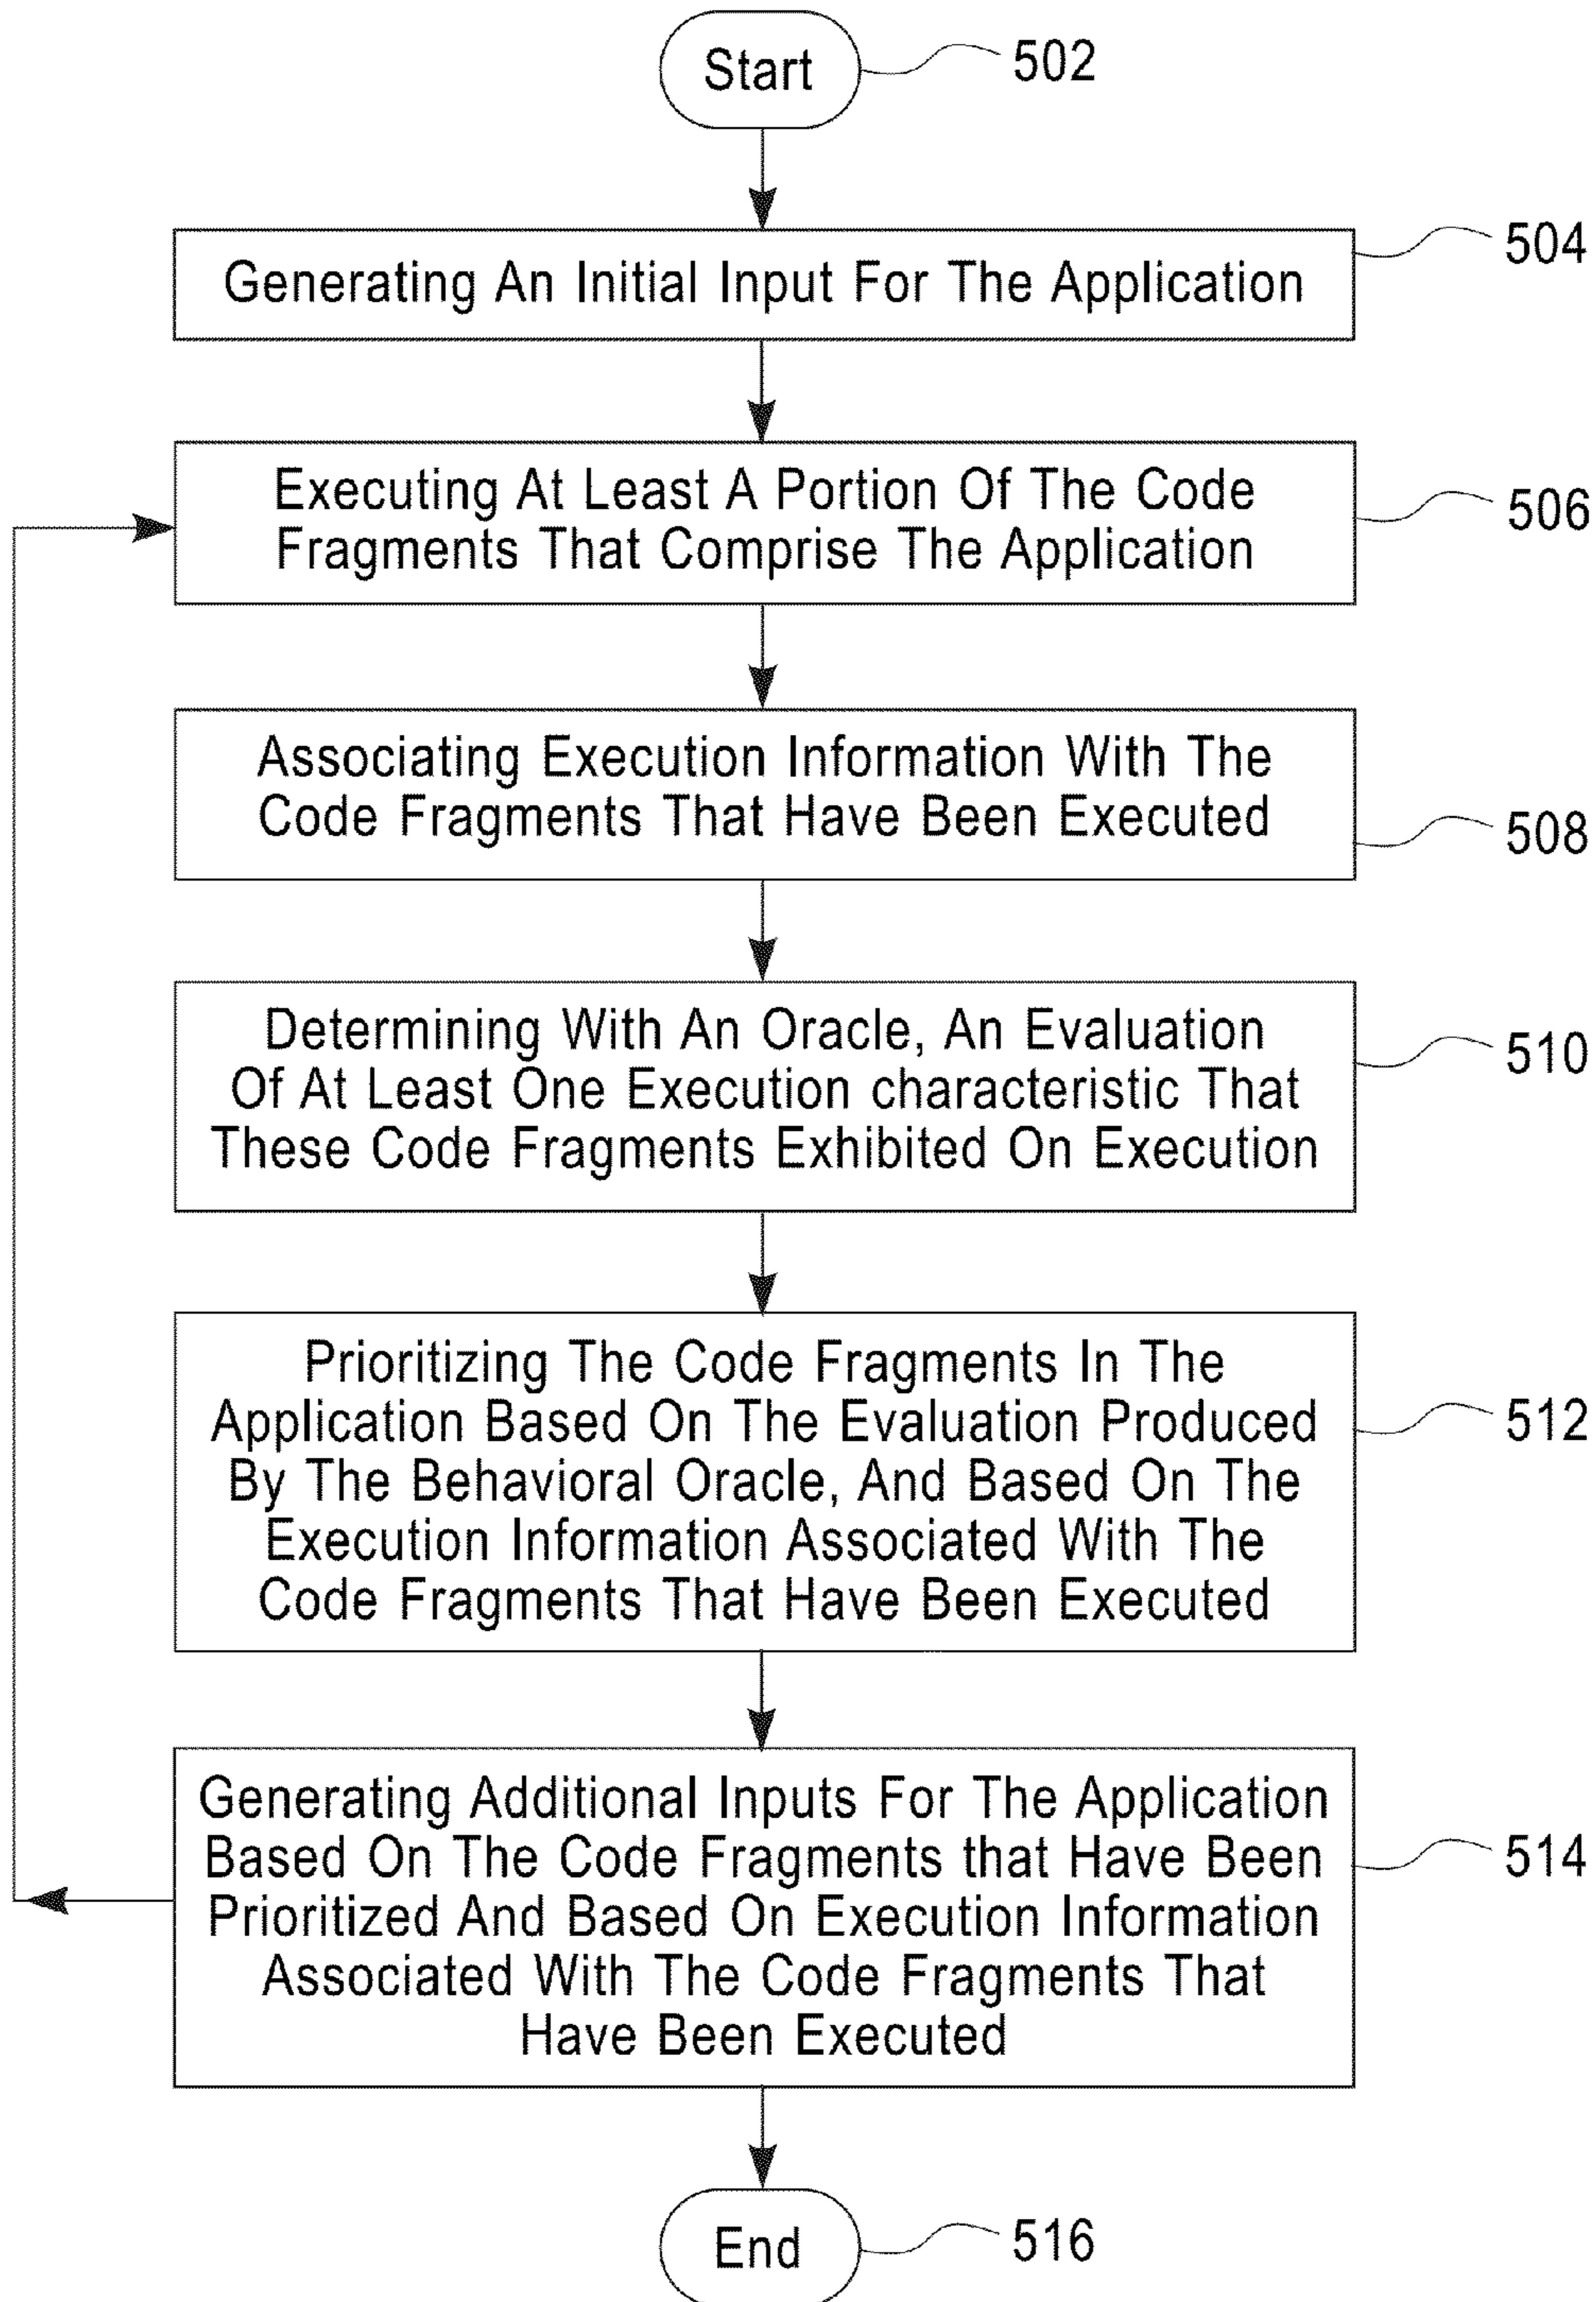 Start
502
Generating An Initial Input For The Application
504
Executing At Least A Portion Of The Code
Fragments That Comprise The Application
506
Associating Execution Information With The
Code Fragments That Have Been Executed
508
Determining With An Oracle, An Evaluation
Of At Least One Execution characteristic That
These Code Fragments Exhibited On Execution
510
Prioritizing The Code Fragments In The
Application Based On The Evaluation Produced
By The Behavioral Oracle, And Based On The
Execution Information Associated With The
Code Fragments That Have Been Executed
512
Generating Additional Inputs For The Application
Based On The Code Fragments that Have Been
Prioritized And Based On Execution Information
Associated With The Code Fragments That
Have Been Executed
514
End
516